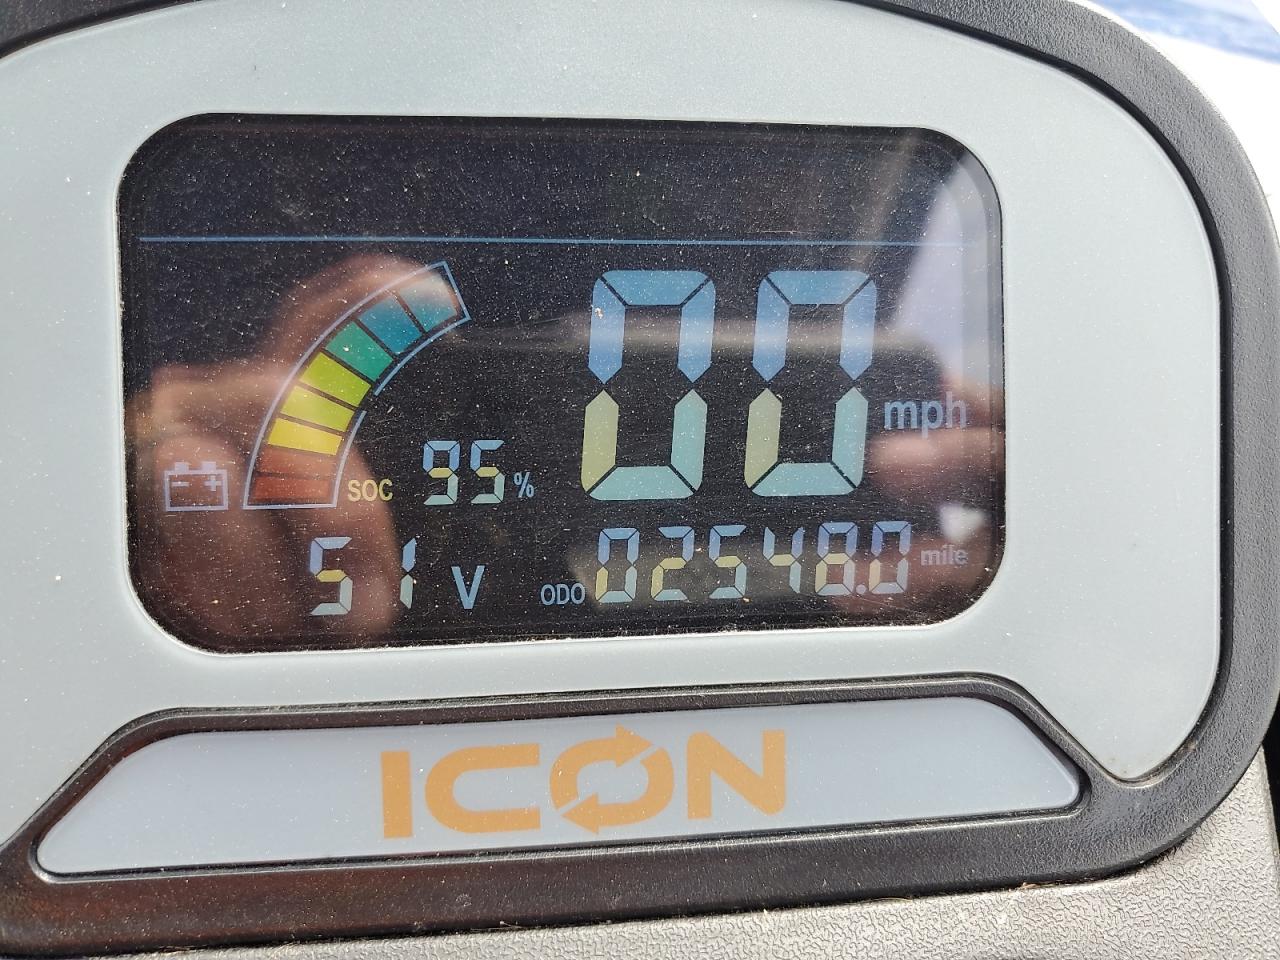 00 mph
- +
SOC 95 %
51 V
ODO 02548.0 mile
ICON